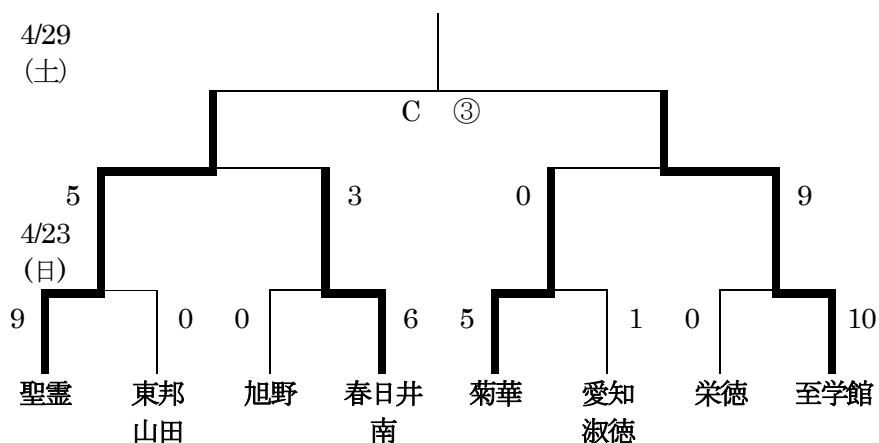 4/29
(土)
C ③
5 3 0 9
4/23
(日)
9 0 0 6 5 1 0 10
聖霊 東邦 旭野 春日井 菊華 愛知 栄徳 至学館
山田 南 淑徳